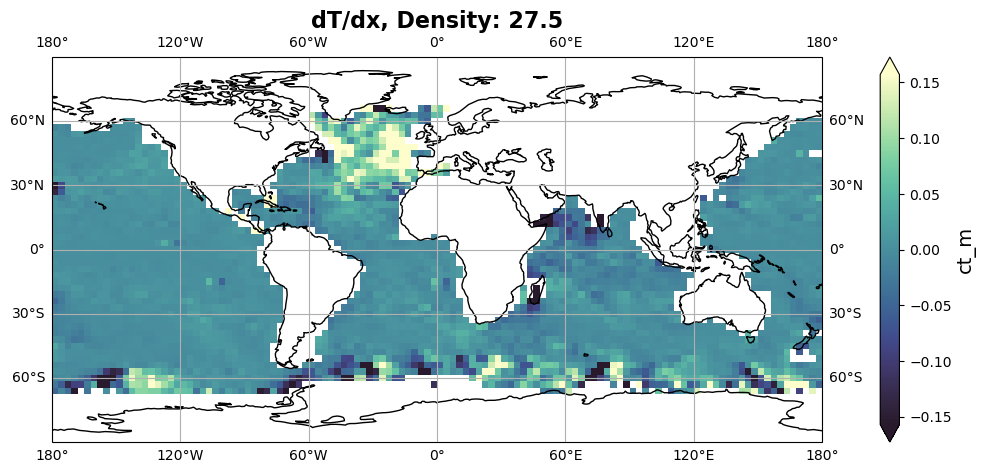 dT/dx, Density: 27.5
180° 120°W 60°W 0° 60°E 120°E 180°
60°N 60°N
30°N 30°N
0° 0°
30°S 30°S
60°S 60°S
180° 120°W 60°W 0° 60°E 120°E 180°
0.15
0.10
0.05
0.00
−0.05
−0.10
−0.15
ct_m